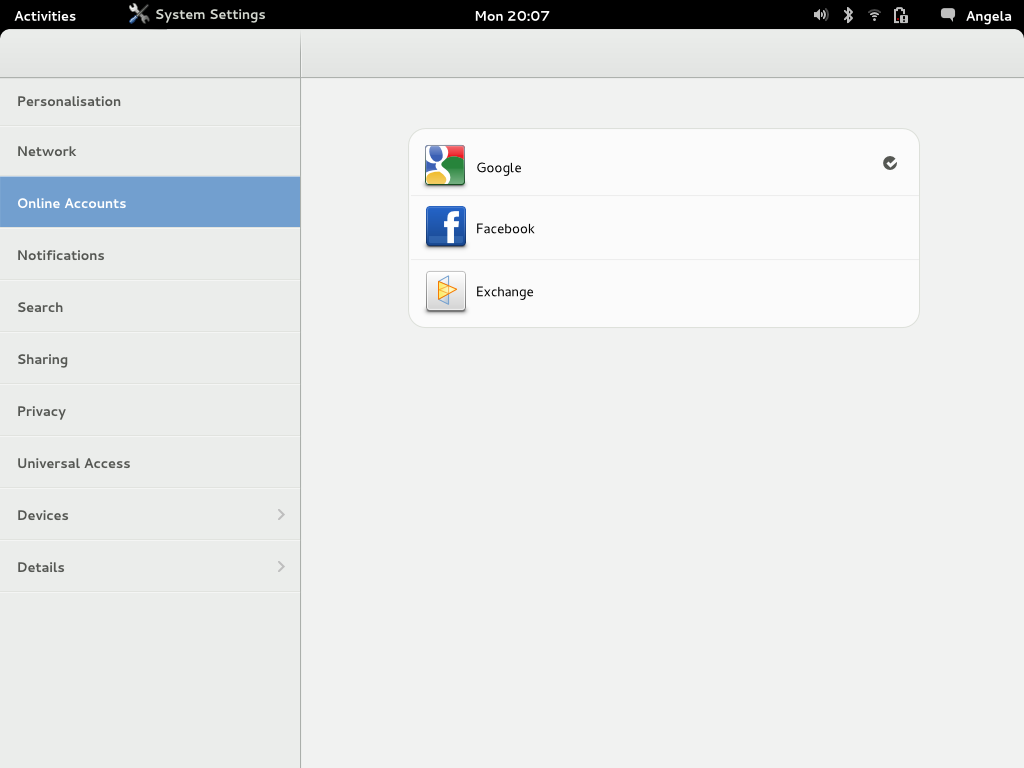 Activities
System Settings
Mon 20:07
Angela
Personalisation
Network
Online Accounts
Notifications
Search
Sharing
Privacy
Universal Access
Devices
Details
Google
Facebook
Exchange